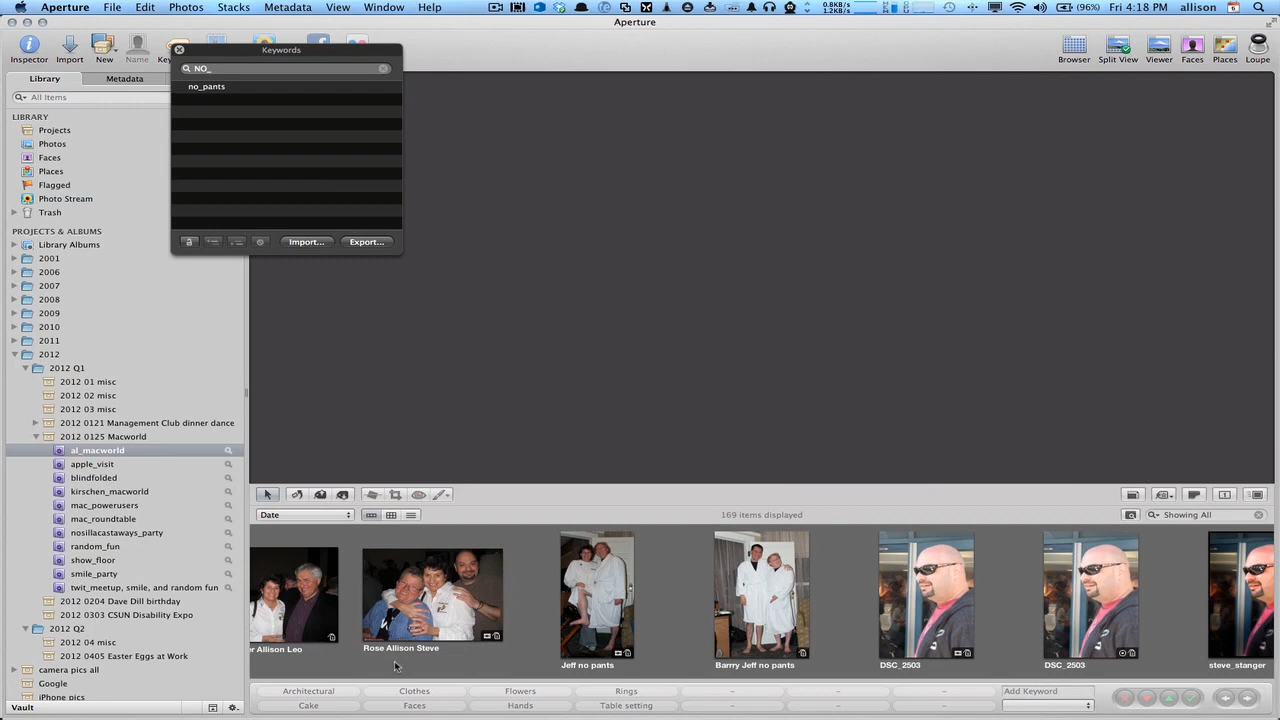 Aperture File Edit Photos Stacks Metadata View Window Help
0.8KB/s
1.2KB/s
(96%) Fri 4:18 PM allison
Aperture
Inspector Import New Name
Browser Split View Viewer Faces Places Loupe
Keywords
NO_
no_pants
Import... Export...
Library Metadata
All Items
LIBRARY
Projects
Photos
Faces
Places
Flagged
Photo Stream
Trash
PROJECTS & ALBUMS
Library Albums
2001
2006
2007
2008
2009
2010
2011
2012
2012 Q1
2012 01 misc
2012 02 misc
2012 03 misc
2012 0121 Management Club dinner dance
2012 0125 Macworld
al_macworld
apple_visit
blindfolded
kirschen_macworld
mac_powerusers
mac_roundtable
nosillacastaways_party
random_fun
show_floor
smile_party
twit_meetup, smile, and random fun
2012 0204 Dave Dill birthday
2012 0303 CSUN Disability Expo
2012 Q2
2012 04 misc
2012 0405 Easter Eggs at Work
camera pics all
Google
iPhone pics
Vault
Date
169 items displayed
Showing All
er Allison Leo
Rose Allison Steve
Jeff no pants
Barrry Jeff no pants
DSC_2503
DSC_2503
steve_stanger
Architectural Clothes Flowers Rings – – – Add Keyword
Cake Faces Hands Table setting – – –